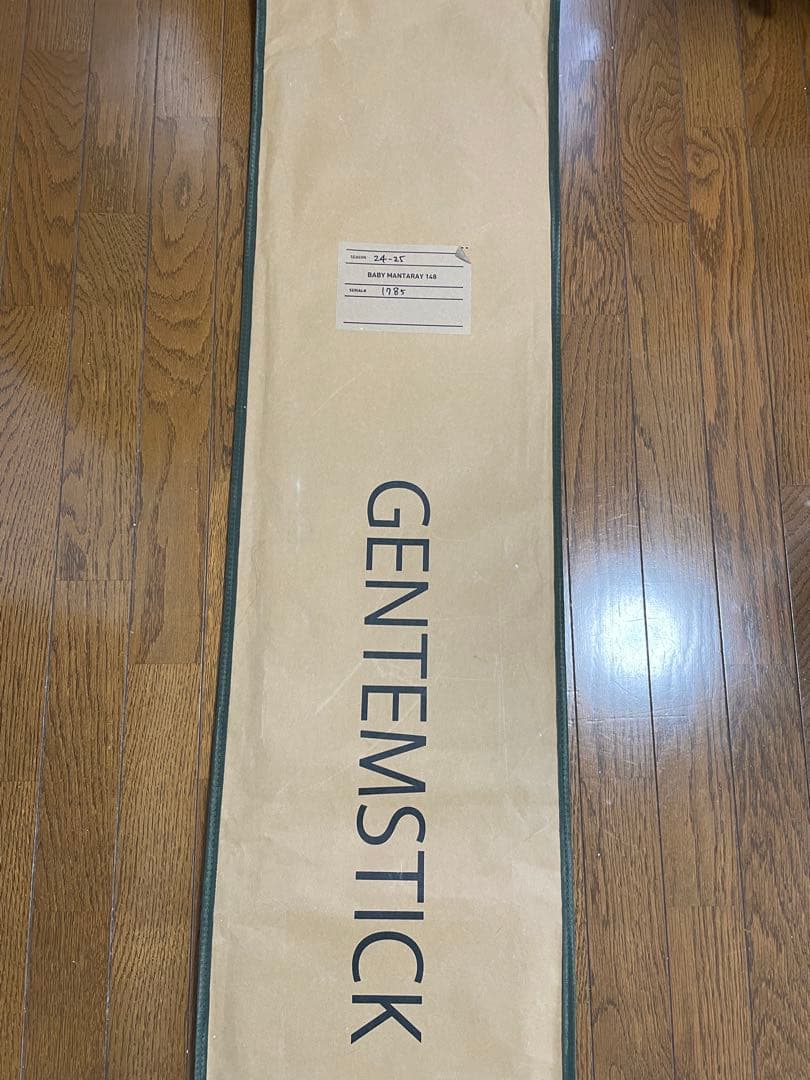 SEASON 24-25
BABY MANTARAY 148
SERIAL# 1785
GENTEMSTICK